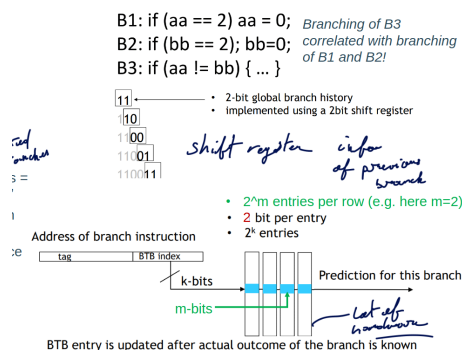 B1: if (aa == 2) aa = 0;
B2: if (bb == 2); bb=0;
B3: if (aa != bb) { ... }
Branching of B3
correlated with branching
of B1 and B2!
11
110
1100
11001
110011
• 2-bit global branch history
• implemented using a 2bit shift register
shift register
infor
of previous
branch
s =
ce
• 2^m entries per row (e.g. here m=2)
• 2 bit per entry
• 2k entries
Address of branch instruction
tag
BTB index
k-bits
m-bits
Prediction for this branch
Lot of
hardware
BTB entry is updated after actual outcome of the branch is known